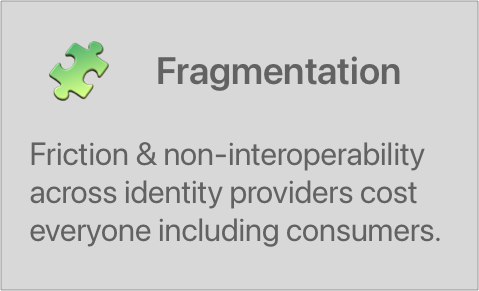 Fragmentation
Friction & non-interoperability
across identity providers cost
everyone including consumers.